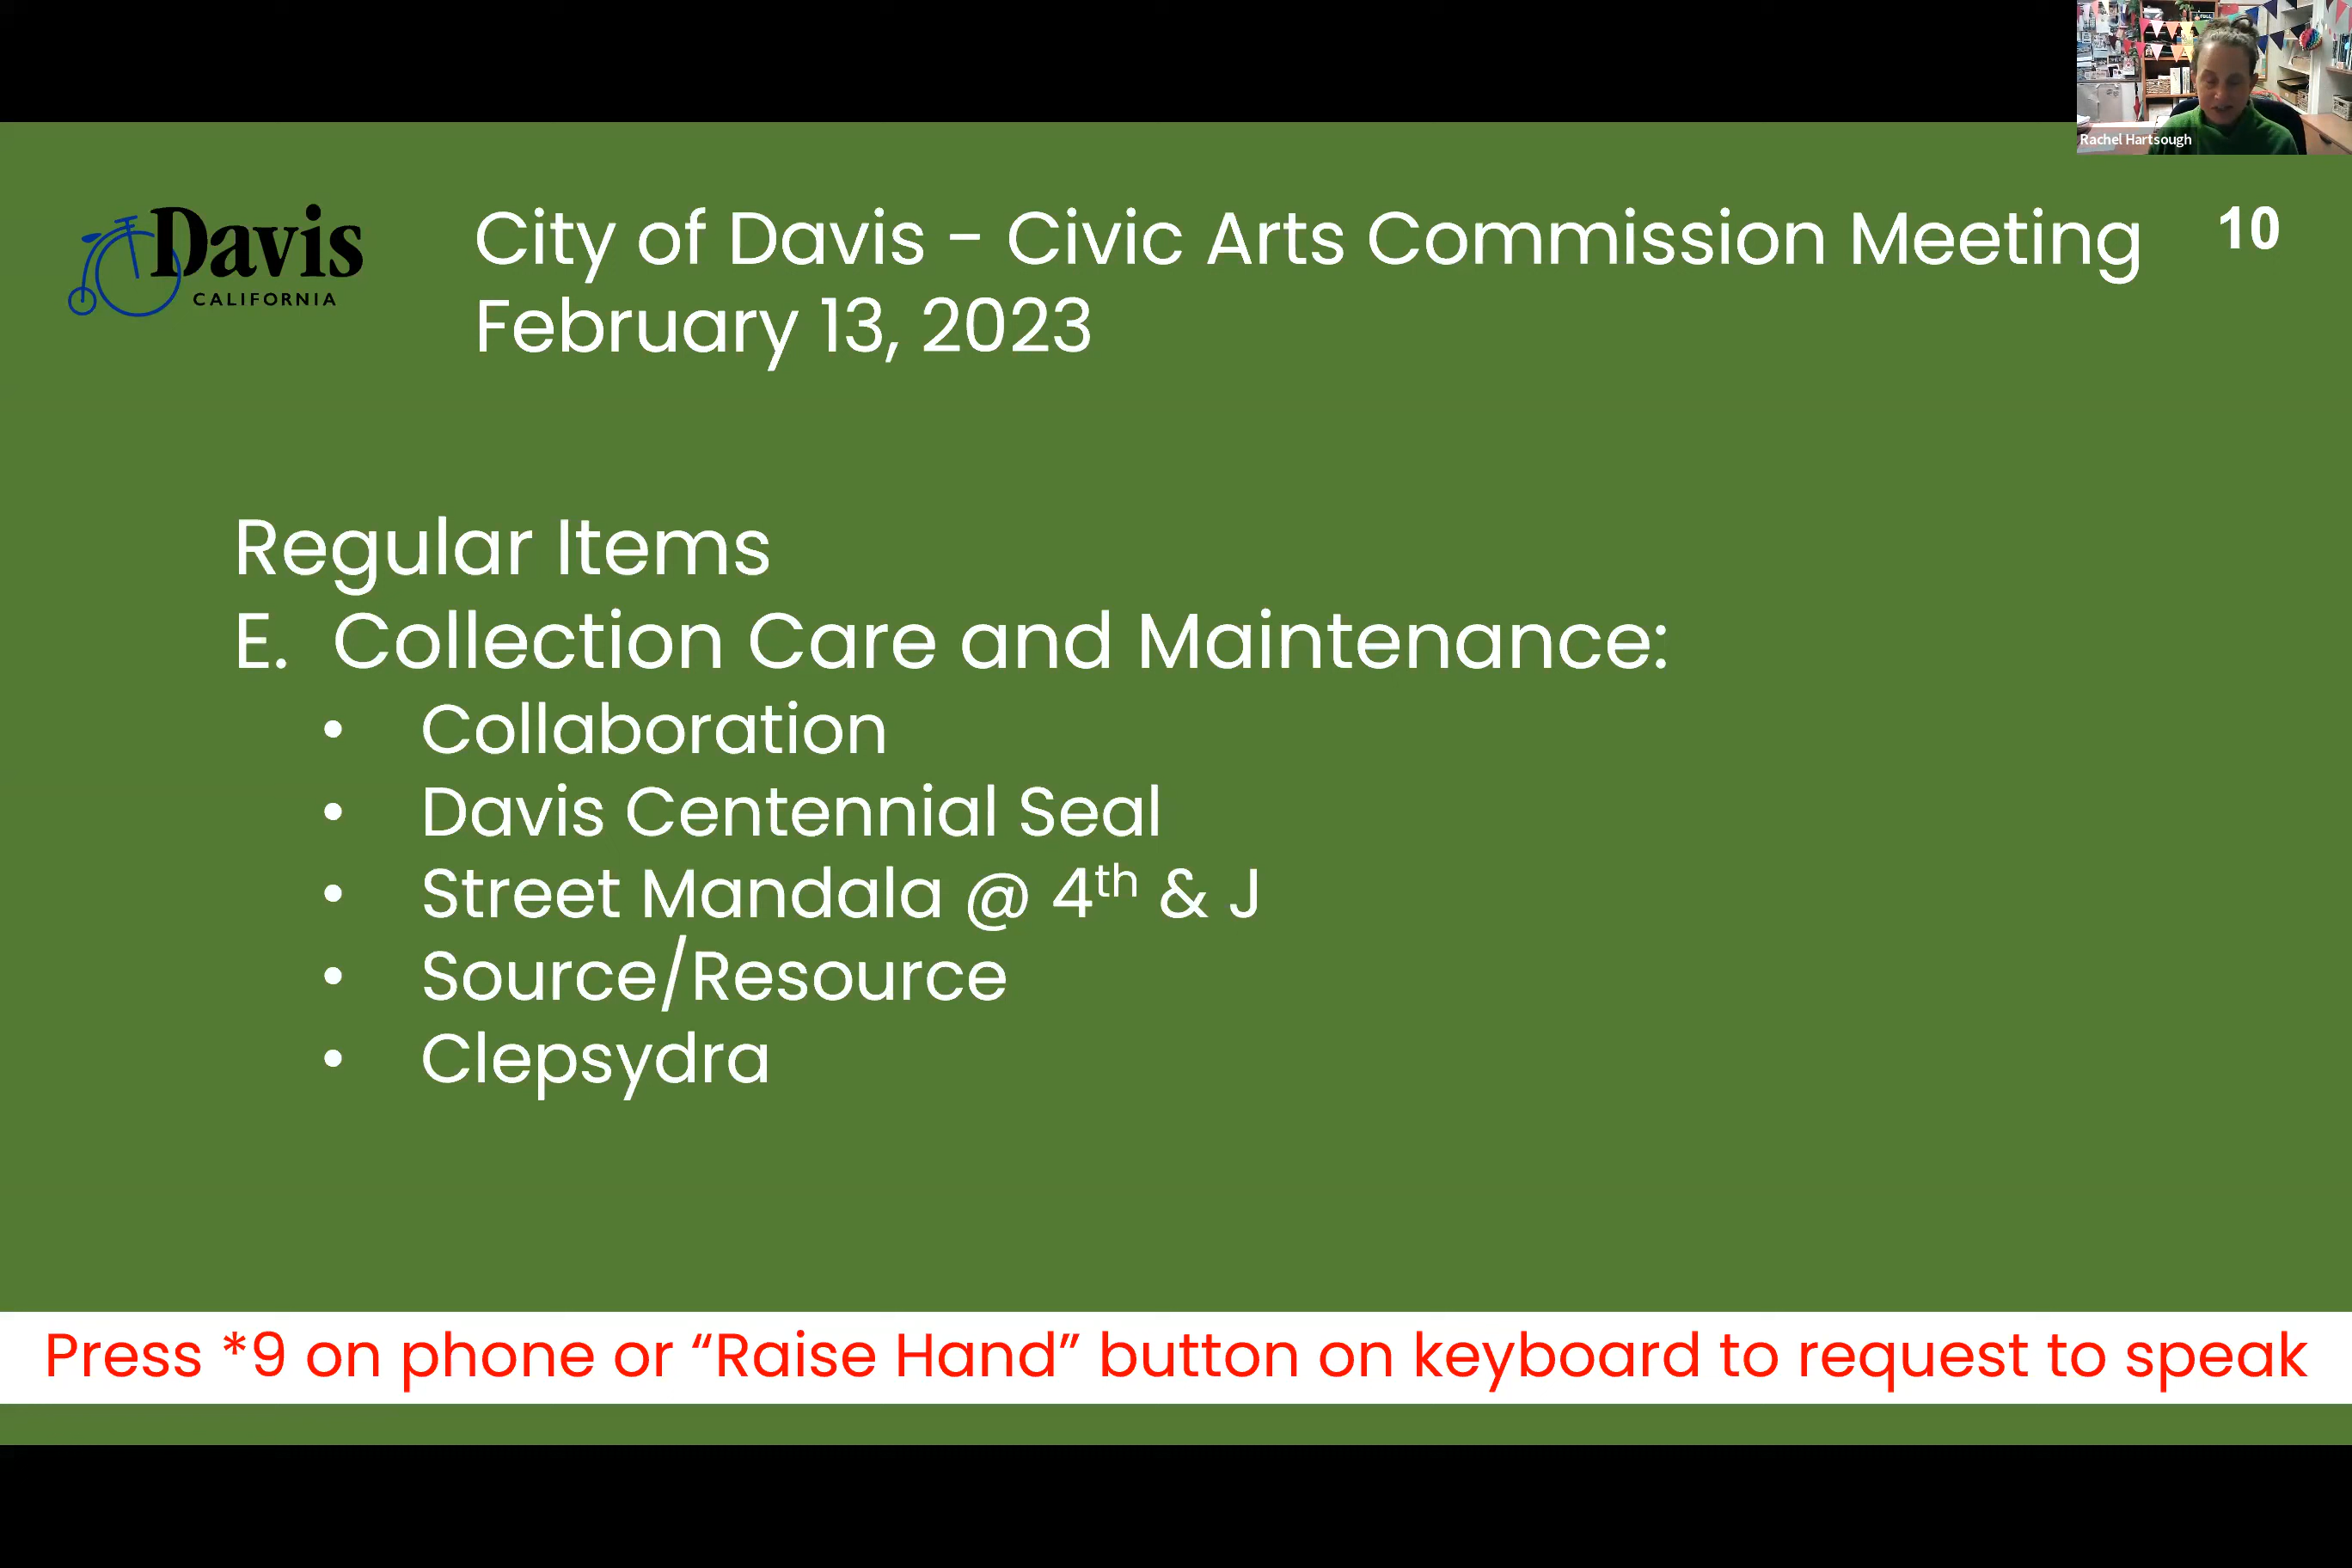 Rachel Hartsough
Davis
CALIFORNIA
City of Davis - Civic Arts Commission Meeting
10
February 13, 2023
Regular Items
E. Collection Care and Maintenance:
• Collaboration
• Davis Centennial Seal
• Street Mandala @ 4th & J
• Source/Resource
• Clepsydra
Press *9 on phone or “Raise Hand” button on keyboard to request to speak